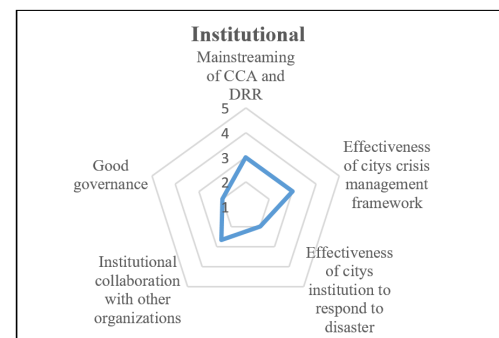 Institutional
Mainstreaming
of CCA and
DRR
5
4
3
2
1
Effectiveness
of citys crisis
management
framework
Effectiveness
of citys
institution to
respond to
disaster
Institutional
collaboration
with other
organizations
Good
governance